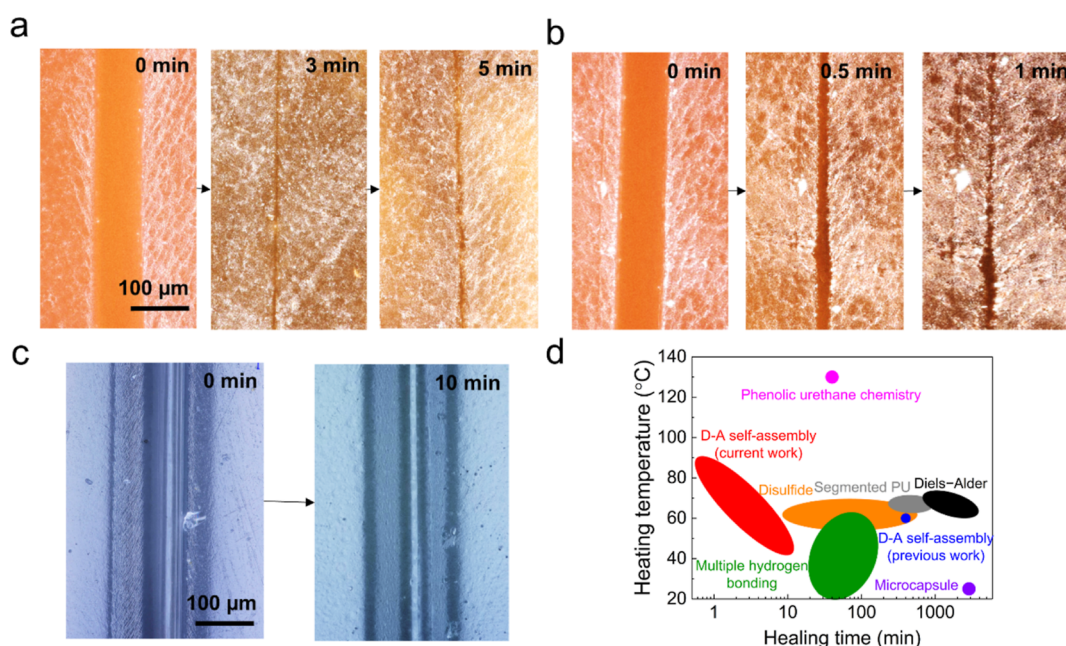 a
0 min
3 min
5 min
100 μm
b
0 min
0.5 min
1 min
c
0 min
10 min
100 μm
d
Heating temperature (°C)
140
120
100
80
60
40
20
Phenolic urethane chemistry
D-A self-assembly
(current work)
Disulfide
Segmented PU
Diels−Alder
D-A self-assembly
(previous work)
Multiple hydrogen
bonding
Microcapsule
1
10
100
1000
Healing time (min)